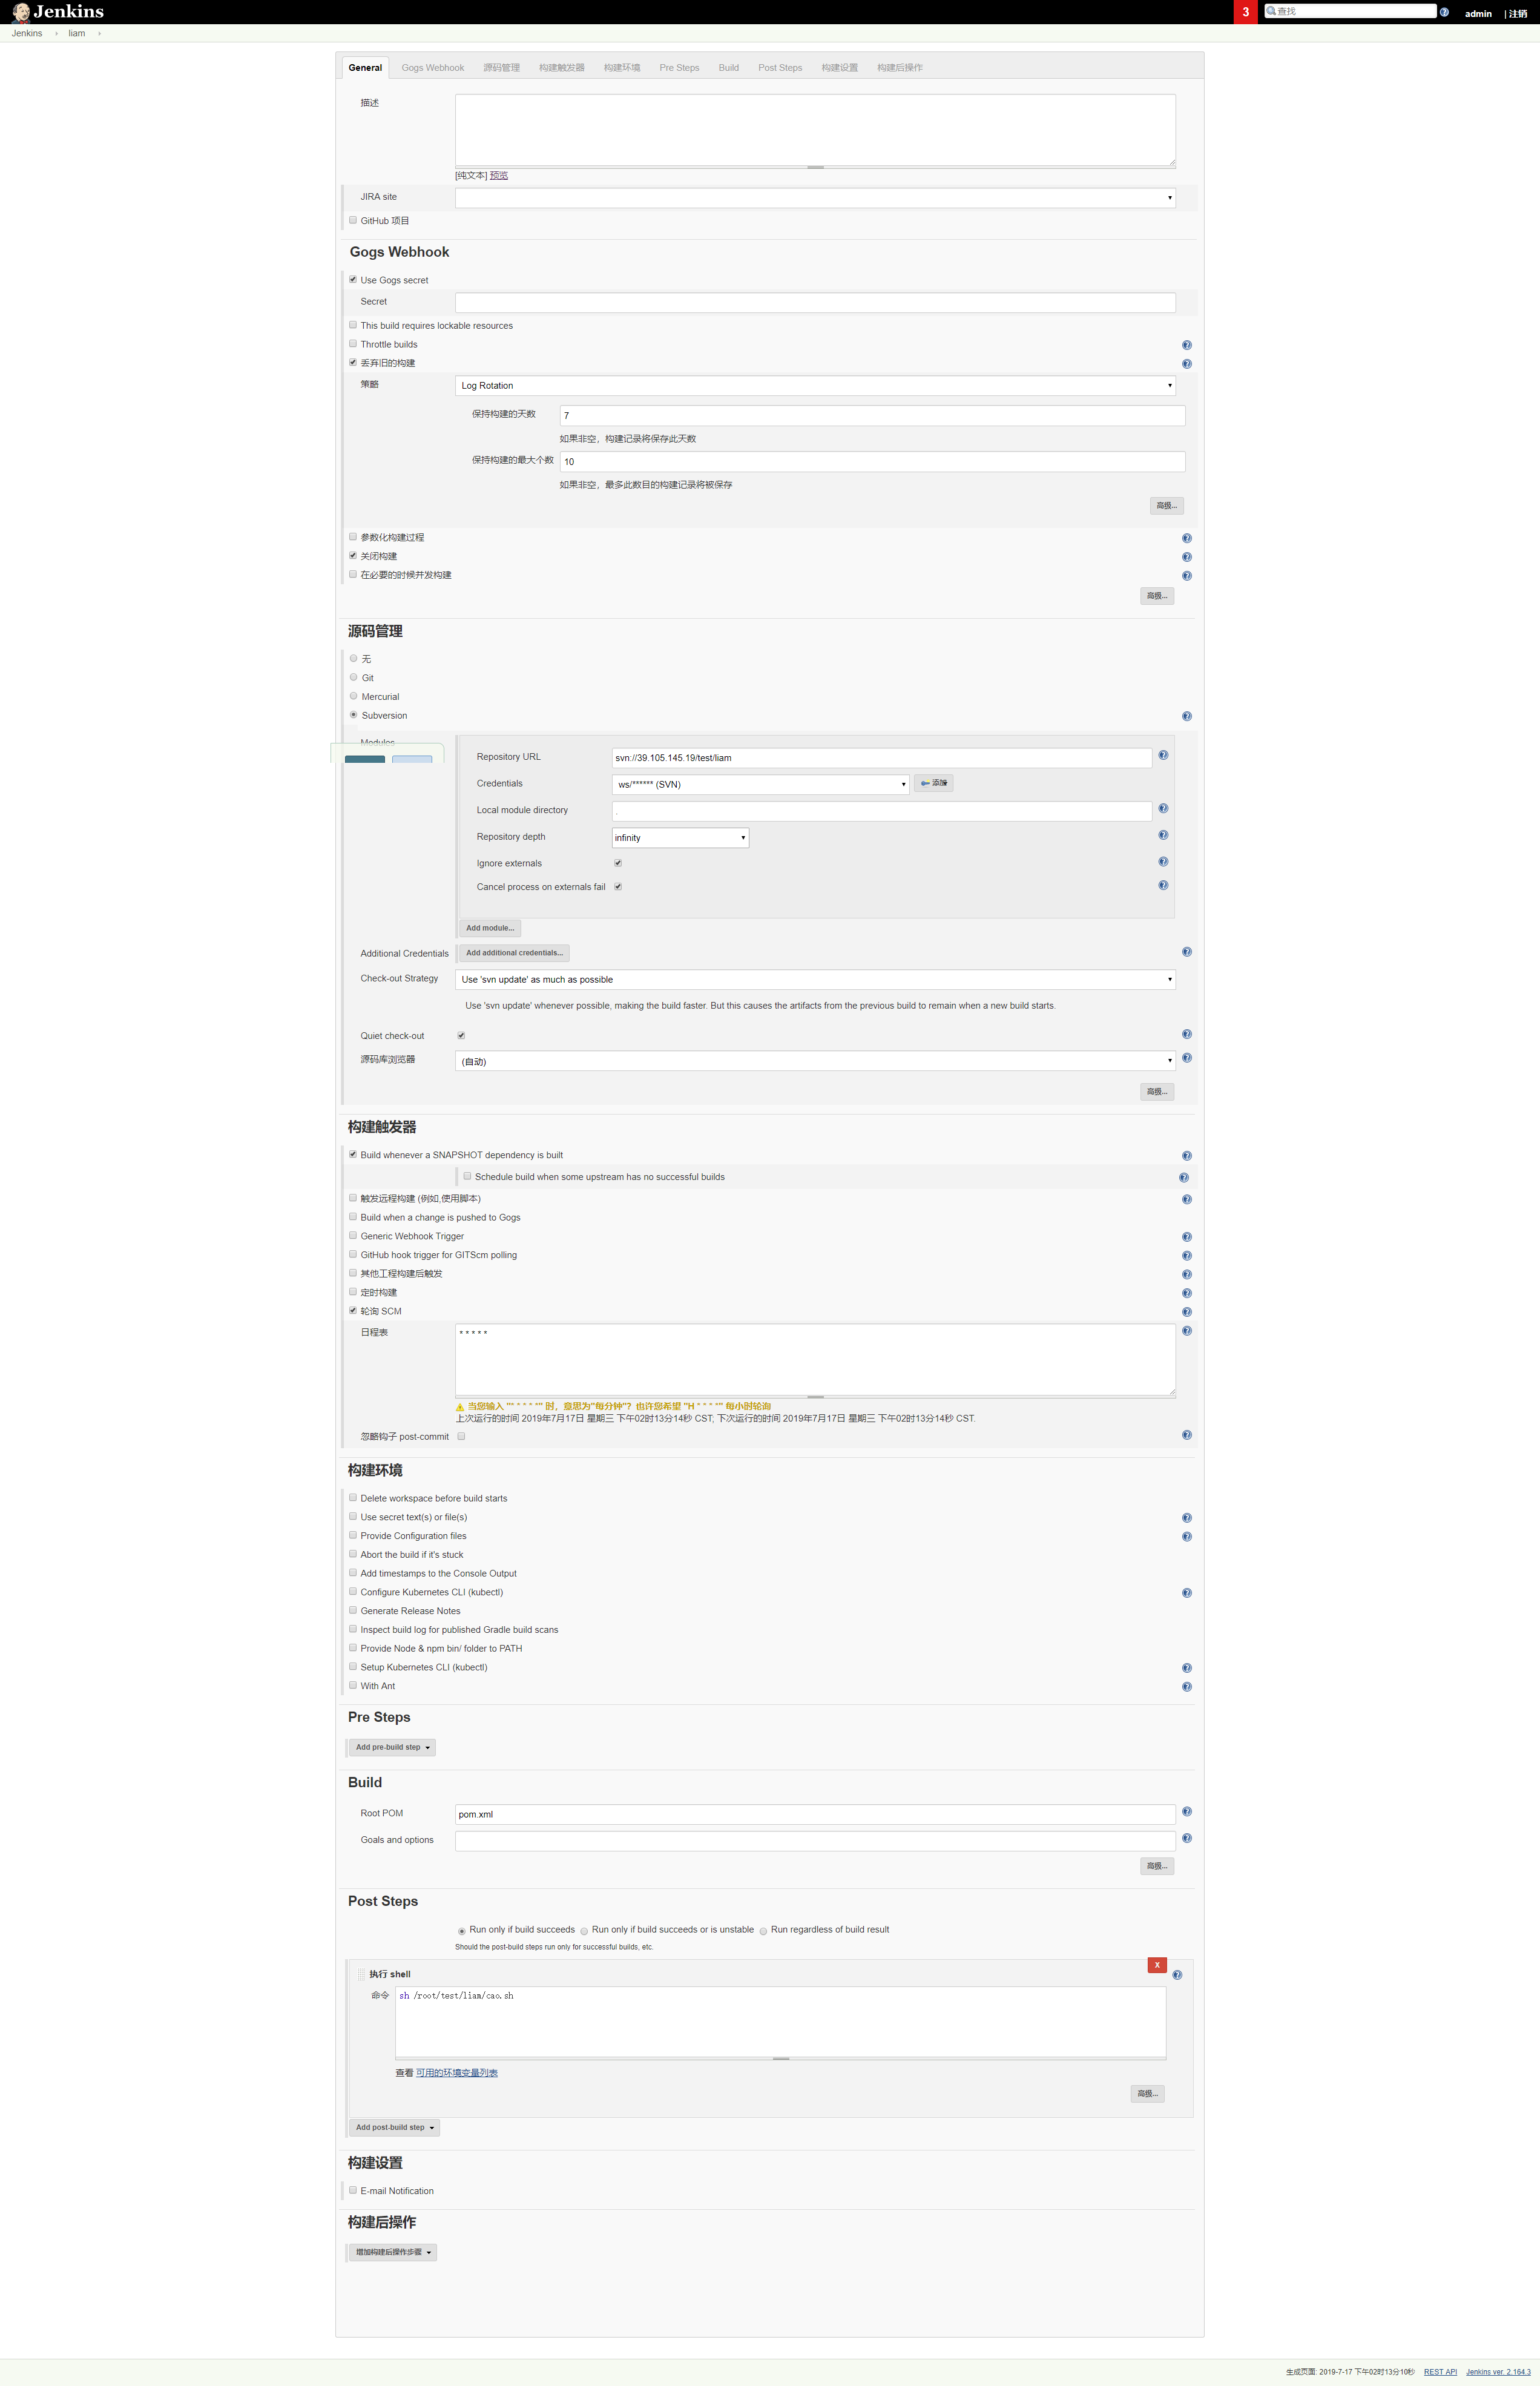 Jenkins
3
查找
admin
| 注销
Jenkins
liam
General Gogs Webhook 源码管理 构建触发器 构建环境 Pre Steps Build Post Steps 构建设置 构建后操作
描述
[纯文本] 预览
JIRA site
GitHub 项目
Gogs Webhook
Use Gogs secret
Secret
This build requires lockable resources
Throttle builds
丢弃旧的构建
策略 Log Rotation
保持构建的天数 7
如果非空，构建记录将保存此天数
保持构建的最大个数 10
如果非空，最多此数目的构建记录将被保存
高级...
参数化构建过程
关闭构建
在必要的时候并发构建
高级...
源码管理
无
Git
Mercurial
Subversion
Modules
Repository URL svn://39.105.145.19/test/liam
Credentials ws/****** (SVN) 添加
Local module directory .
Repository depth infinity
Ignore externals
Cancel process on externals fail
Add module...
Additional Credentials Add additional credentials...
Check-out Strategy Use 'svn update' as much as possible
Use 'svn update' whenever possible, making the build faster. But this causes the artifacts from the previous build to remain when a new build starts.
Quiet check-out
源码库浏览器 (自动)
高级...
构建触发器
Build whenever a SNAPSHOT dependency is built
Schedule build when some upstream has no successful builds
触发远程构建 (例如,使用脚本)
Build when a change is pushed to Gogs
Generic Webhook Trigger
GitHub hook trigger for GITScm polling
其他工程构建后触发
定时构建
轮询 SCM
日程表 * * * * *
当您输入 "* * * * *" 时，意思为"每分钟"？也许您希望 "H * * * *" 每小时轮询
上次运行的时间 2019年7月17日 星期三 下午02时13分14秒 CST; 下次运行的时间 2019年7月17日 星期三 下午02时13分14秒 CST.
忽略钩子 post-commit
构建环境
Delete workspace before build starts
Use secret text(s) or file(s)
Provide Configuration files
Abort the build if it's stuck
Add timestamps to the Console Output
Configure Kubernetes CLI (kubectl)
Generate Release Notes
Inspect build log for published Gradle build scans
Provide Node & npm bin/ folder to PATH
Setup Kubernetes CLI (kubectl)
With Ant
Pre Steps
Add pre-build step
Build
Root POM pom.xml
Goals and options
高级...
Post Steps
Run only if build succeeds Run only if build succeeds or is unstable Run regardless of build result
Should the post-build steps run only for successful builds, etc.
X
执行 shell
命令 sh /root/test/liam/cao.sh
查看 可用的环境变量列表
高级...
Add post-build step
构建设置
E-mail Notification
构建后操作
增加构建后操作步骤
生成页面: 2019-7-17 下午02时13分10秒 REST API Jenkins ver. 2.164.3